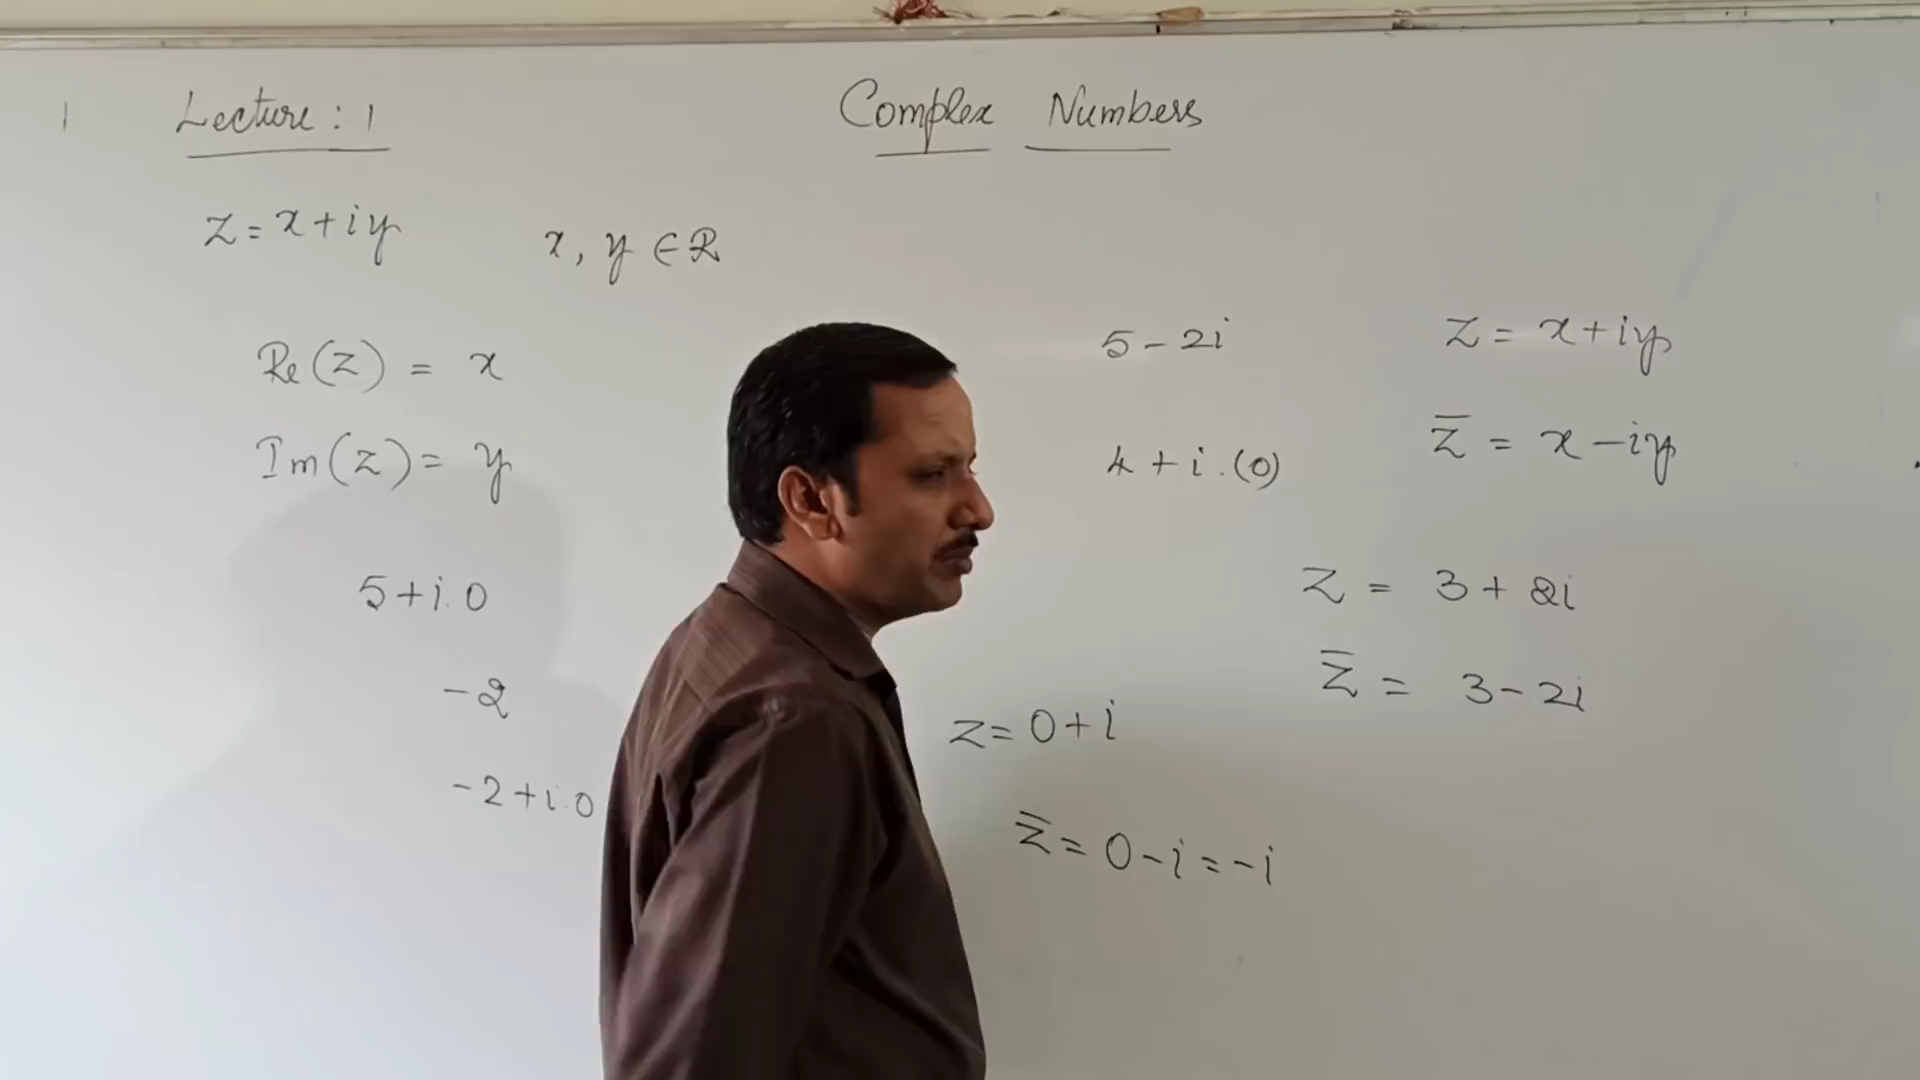 Lecture : 1
Complex Numbers
z = x + iy
x, y ∈ R
Re(z) = x
Im(z) = y
5 + i.0
-2
-2 + i.0
5 - 2i
4 + i.(0)
z = x + iy
z̅ = x - iy
z = 3 + 2i
z̅ = 3 - 2i
z = 0 + i
z̅ = 0 - i = -i